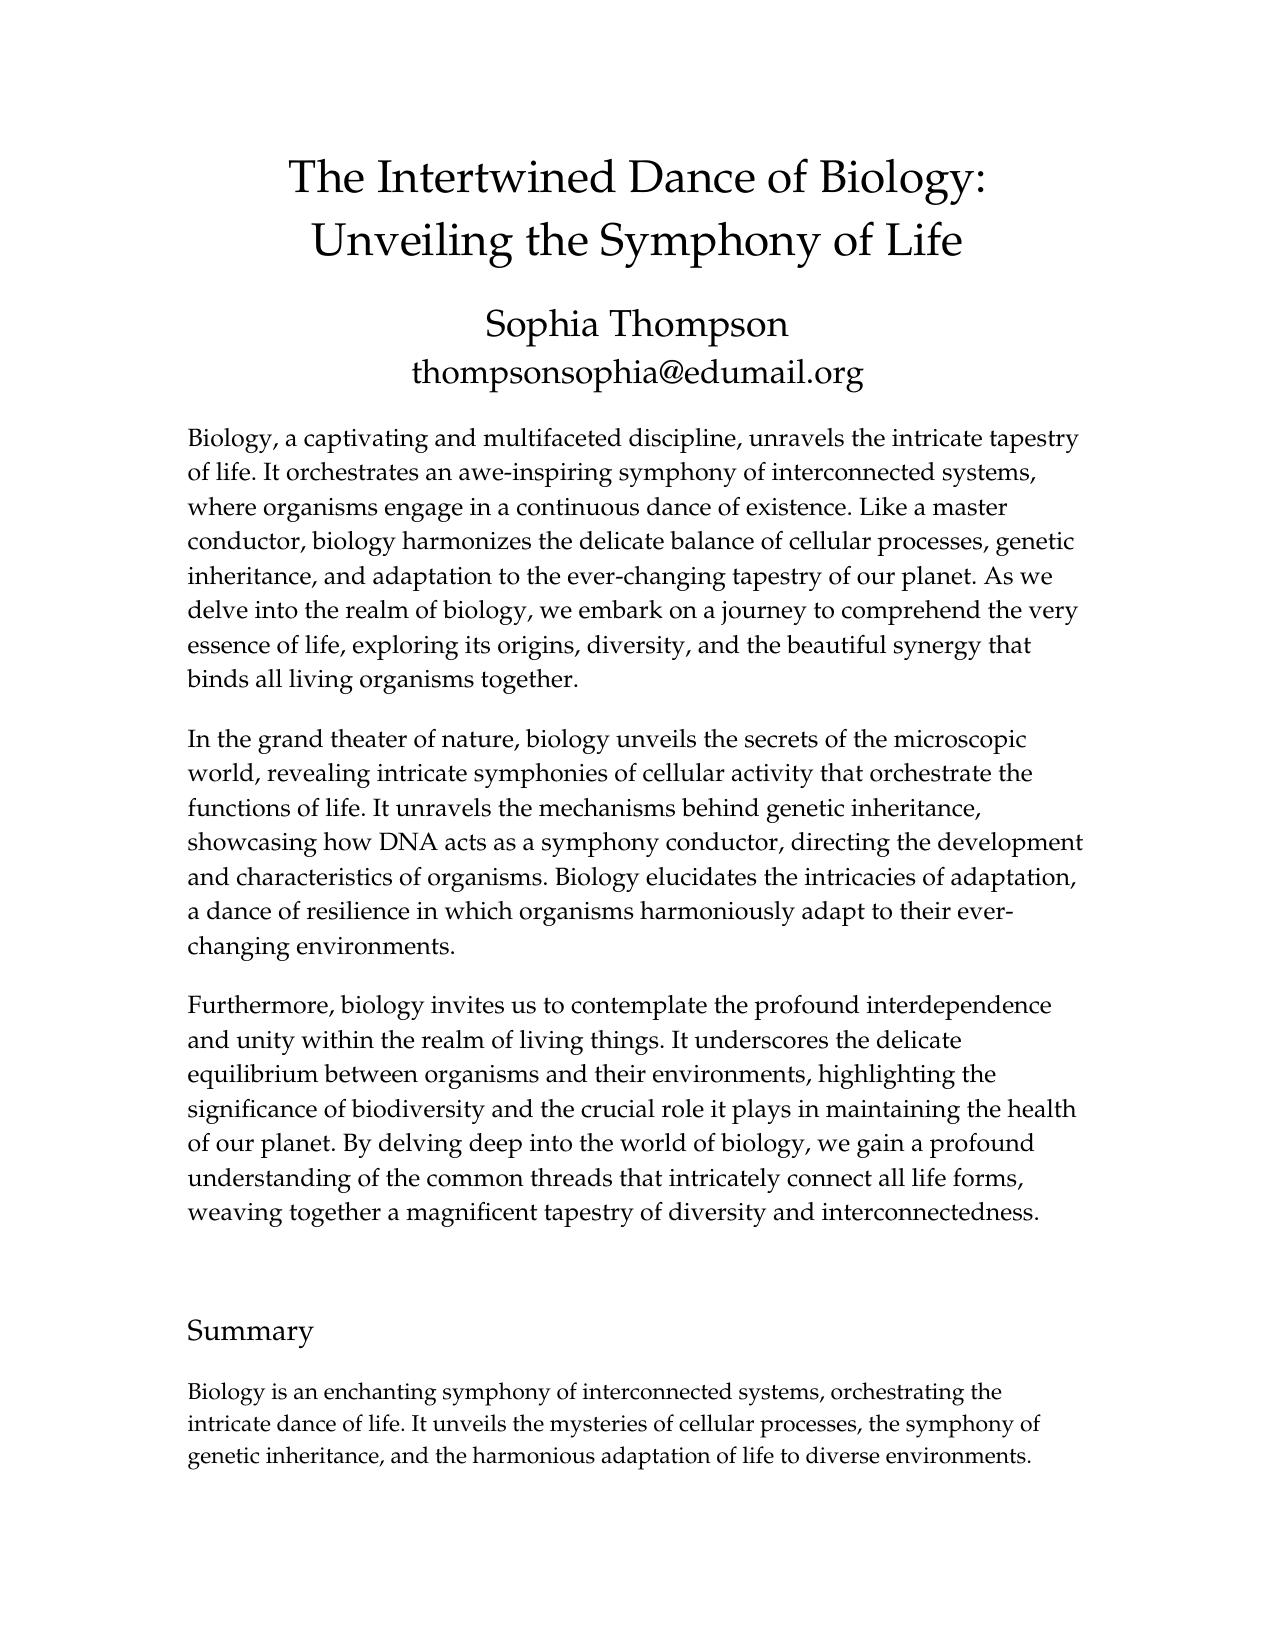 The Intertwined Dance of Biology:
Unveiling the Symphony of Life
Sophia Thompson
thompsonsophia@edumail.org
Biology, a captivating and multifaceted discipline, unravels the intricate tapestry
of life. It orchestrates an awe-inspiring symphony of interconnected systems,
where organisms engage in a continuous dance of existence. Like a master
conductor, biology harmonizes the delicate balance of cellular processes, genetic
inheritance, and adaptation to the ever-changing tapestry of our planet. As we
delve into the realm of biology, we embark on a journey to comprehend the very
essence of life, exploring its origins, diversity, and the beautiful synergy that
binds all living organisms together.
In the grand theater of nature, biology unveils the secrets of the microscopic
world, revealing intricate symphonies of cellular activity that orchestrate the
functions of life. It unravels the mechanisms behind genetic inheritance,
showcasing how DNA acts as a symphony conductor, directing the development
and characteristics of organisms. Biology elucidates the intricacies of adaptation,
a dance of resilience in which organisms harmoniously adapt to their ever-
changing environments.
Furthermore, biology invites us to contemplate the profound interdependence
and unity within the realm of living things. It underscores the delicate
equilibrium between organisms and their environments, highlighting the
significance of biodiversity and the crucial role it plays in maintaining the health
of our planet. By delving deep into the world of biology, we gain a profound
understanding of the common threads that intricately connect all life forms,
weaving together a magnificent tapestry of diversity and interconnectedness.
Summary
Biology is an enchanting symphony of interconnected systems, orchestrating the
intricate dance of life. It unveils the mysteries of cellular processes, the symphony of
genetic inheritance, and the harmonious adaptation of life to diverse environments.